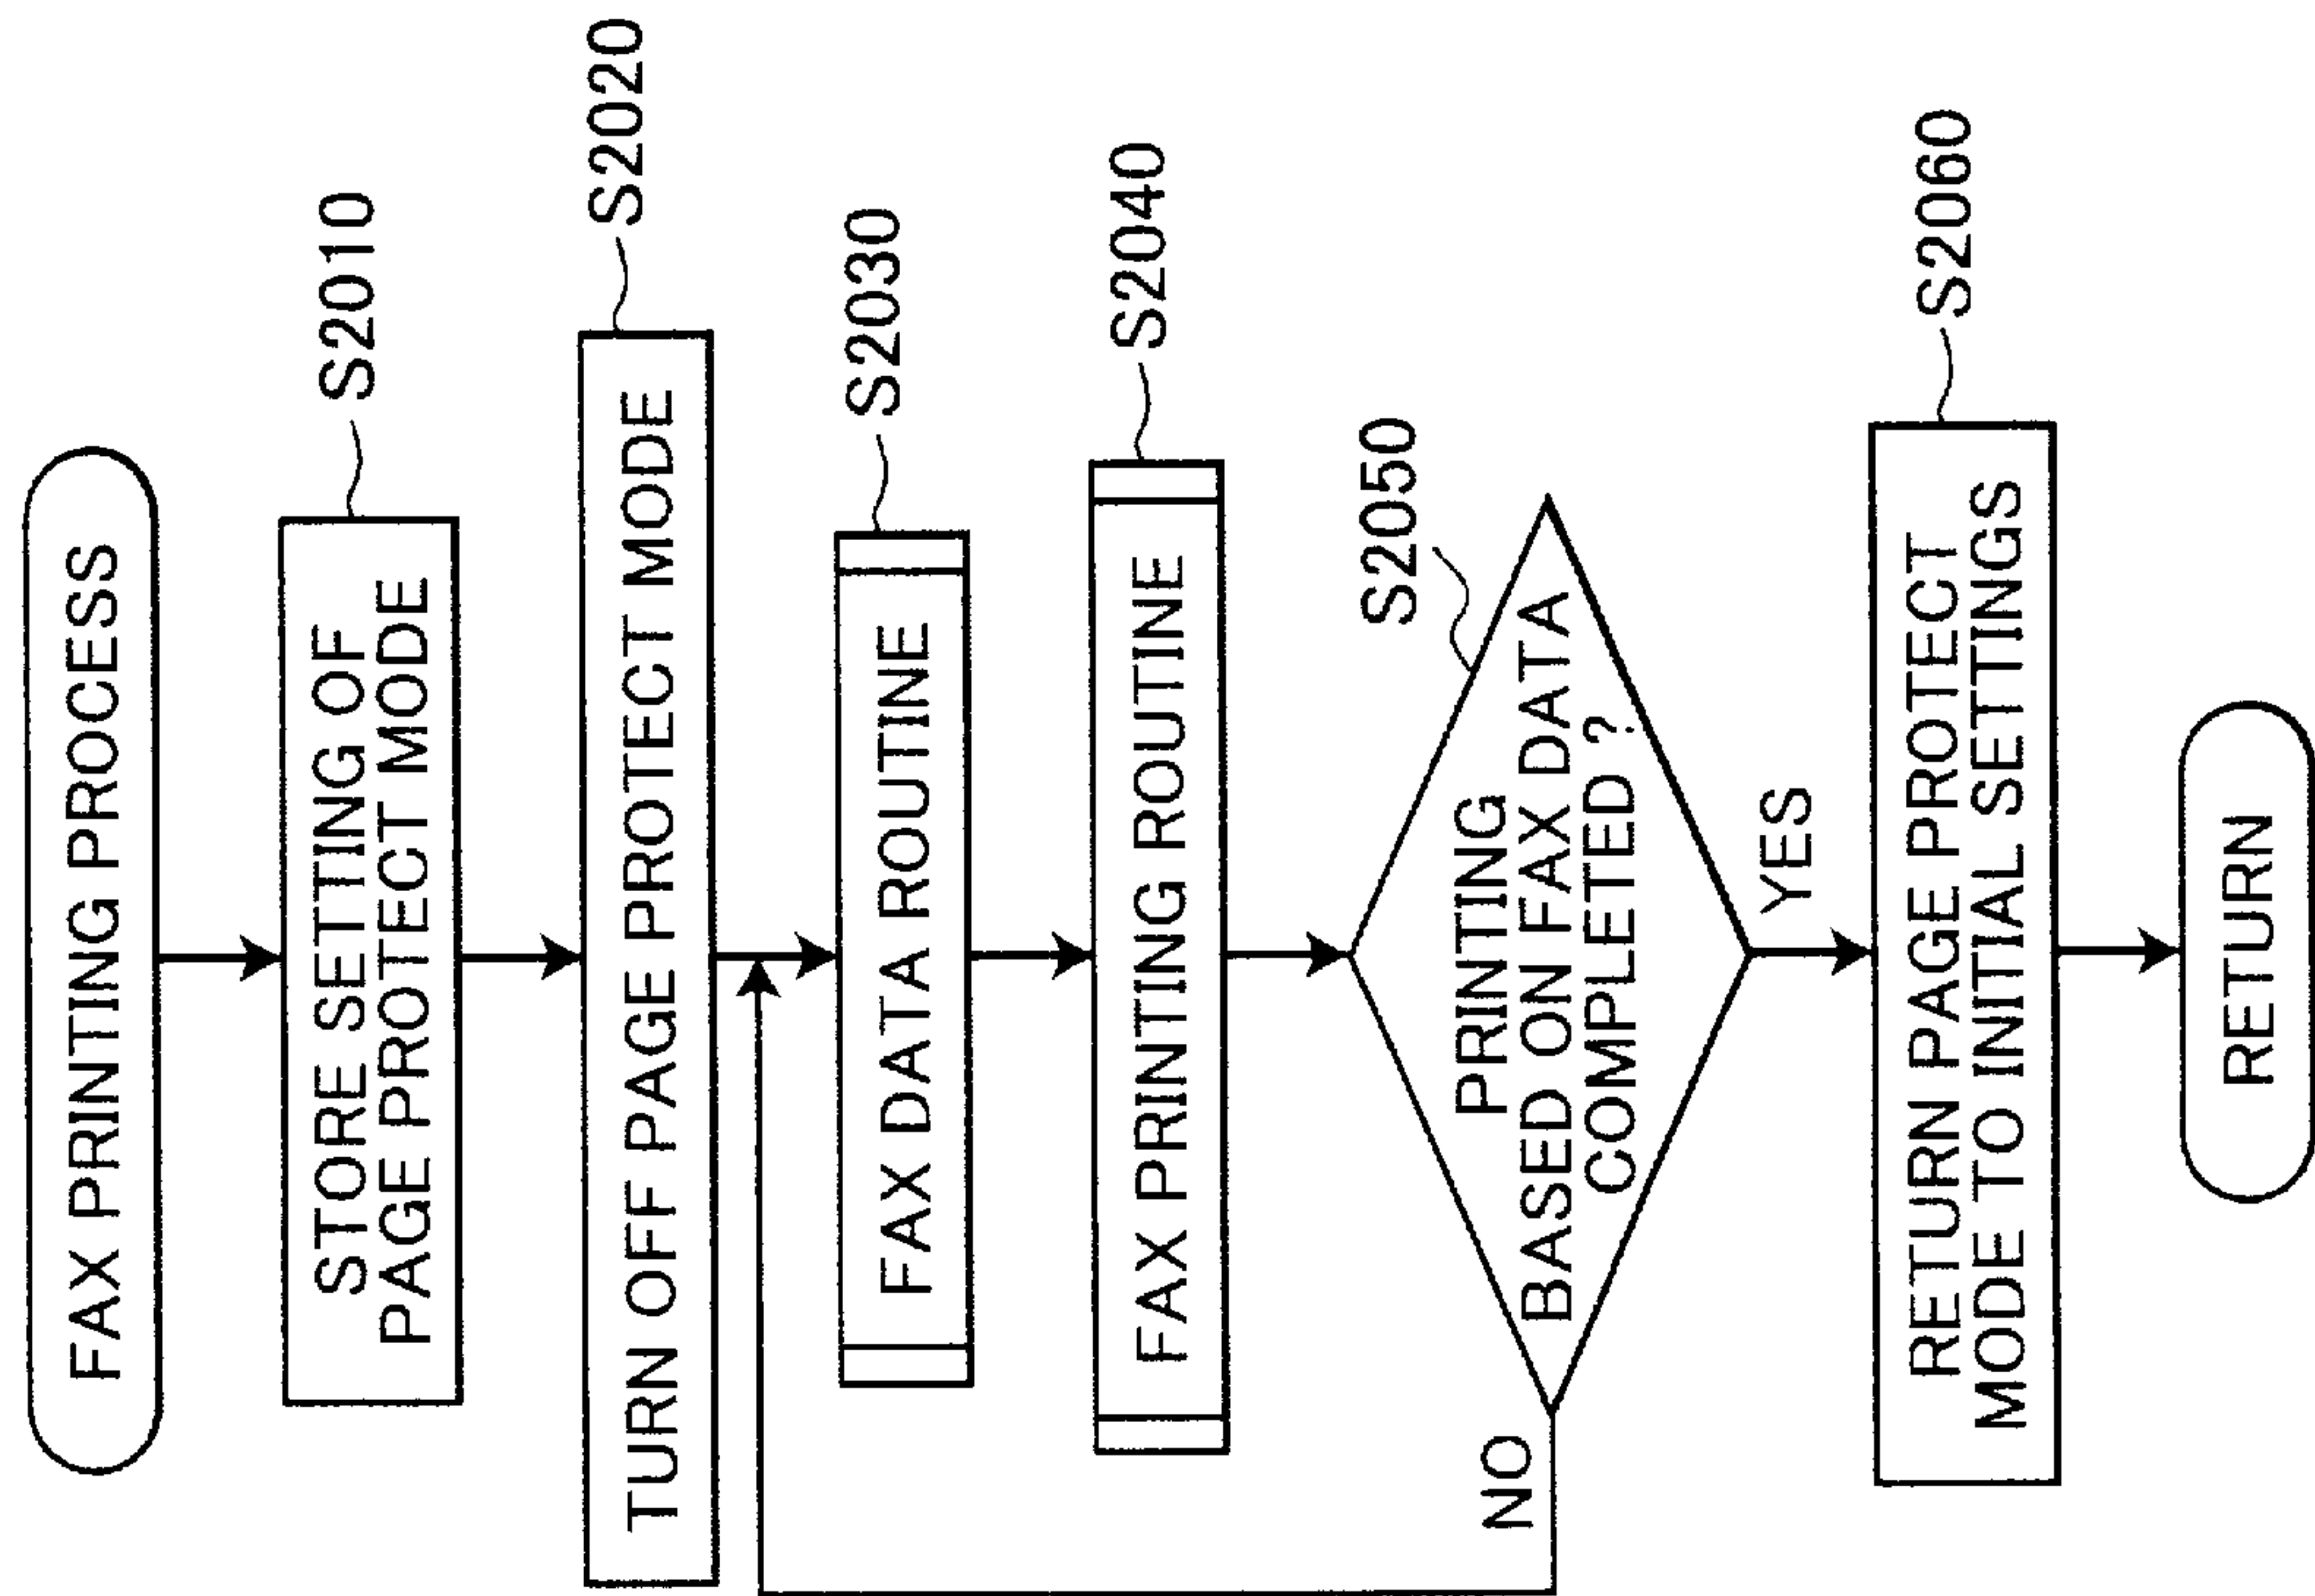 FAX PRINTING PROCESS
STORE SETTING OF
PAGE PROTECT MODE
S2010
TURN OFF PAGE PROTECT MODE
S2020
FAX DATA ROUTINE
S2030
FAX PRINTING ROUTINE
S2040
PRINTING
BASED ON FAX DATA
COMPLETED ?
S2050
NO
YES
RETURN PAGE PROTECT
MODE TO INITIAL SETTINGS
S2060
RETURN